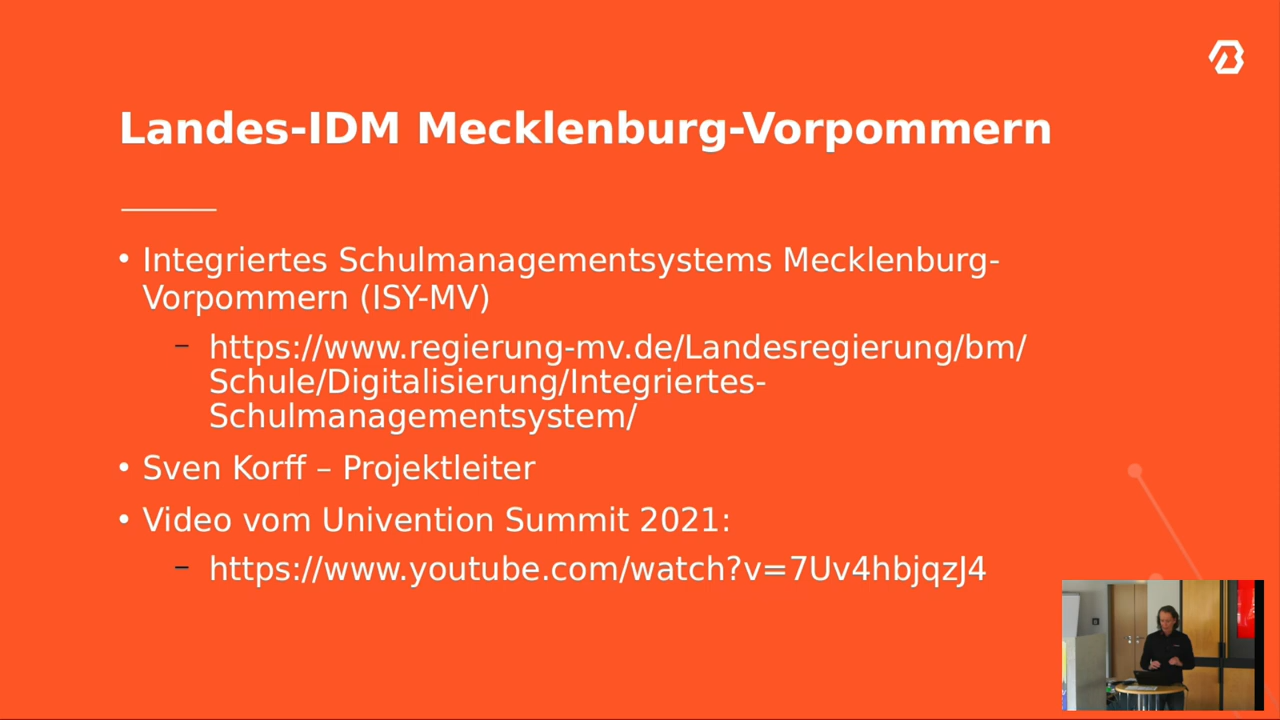 Landes-IDM Mecklenburg-Vorpommern
• Integriertes Schulmanagementsystems Mecklenburg-
Vorpommern (ISY-MV)
– https://www.regierung-mv.de/Landesregierung/bm/
Schule/Digitalisierung/Integriertes-
Schulmanagementsystem/
• Sven Korff – Projektleiter
• Video vom Univention Summit 2021:
– https://www.youtube.com/watch?v=7Uv4hbjqzJ4